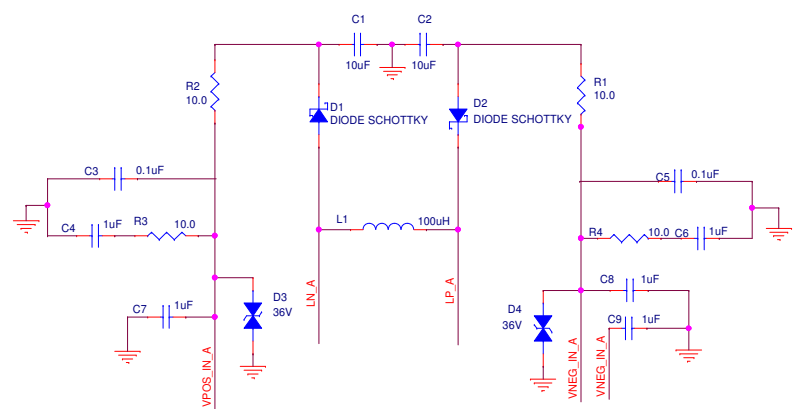 C1
C2
10uF
10uF
R2
10.0
R1
10.0
D1
DIODE SCHOTTKY
D2
DIODE SCHOTTKY
C3
0.1uF
C5
0.1uF
C4
1uF
R3
10.0
L1
100uH
R4
10.0
C6
1uF
LN_A
LP_A
C7
1uF
D3
36V
D4
36V
C8
1uF
C9
1uF
VPOS_IN_A
VNEG_IN_A
VNEG_IN_A